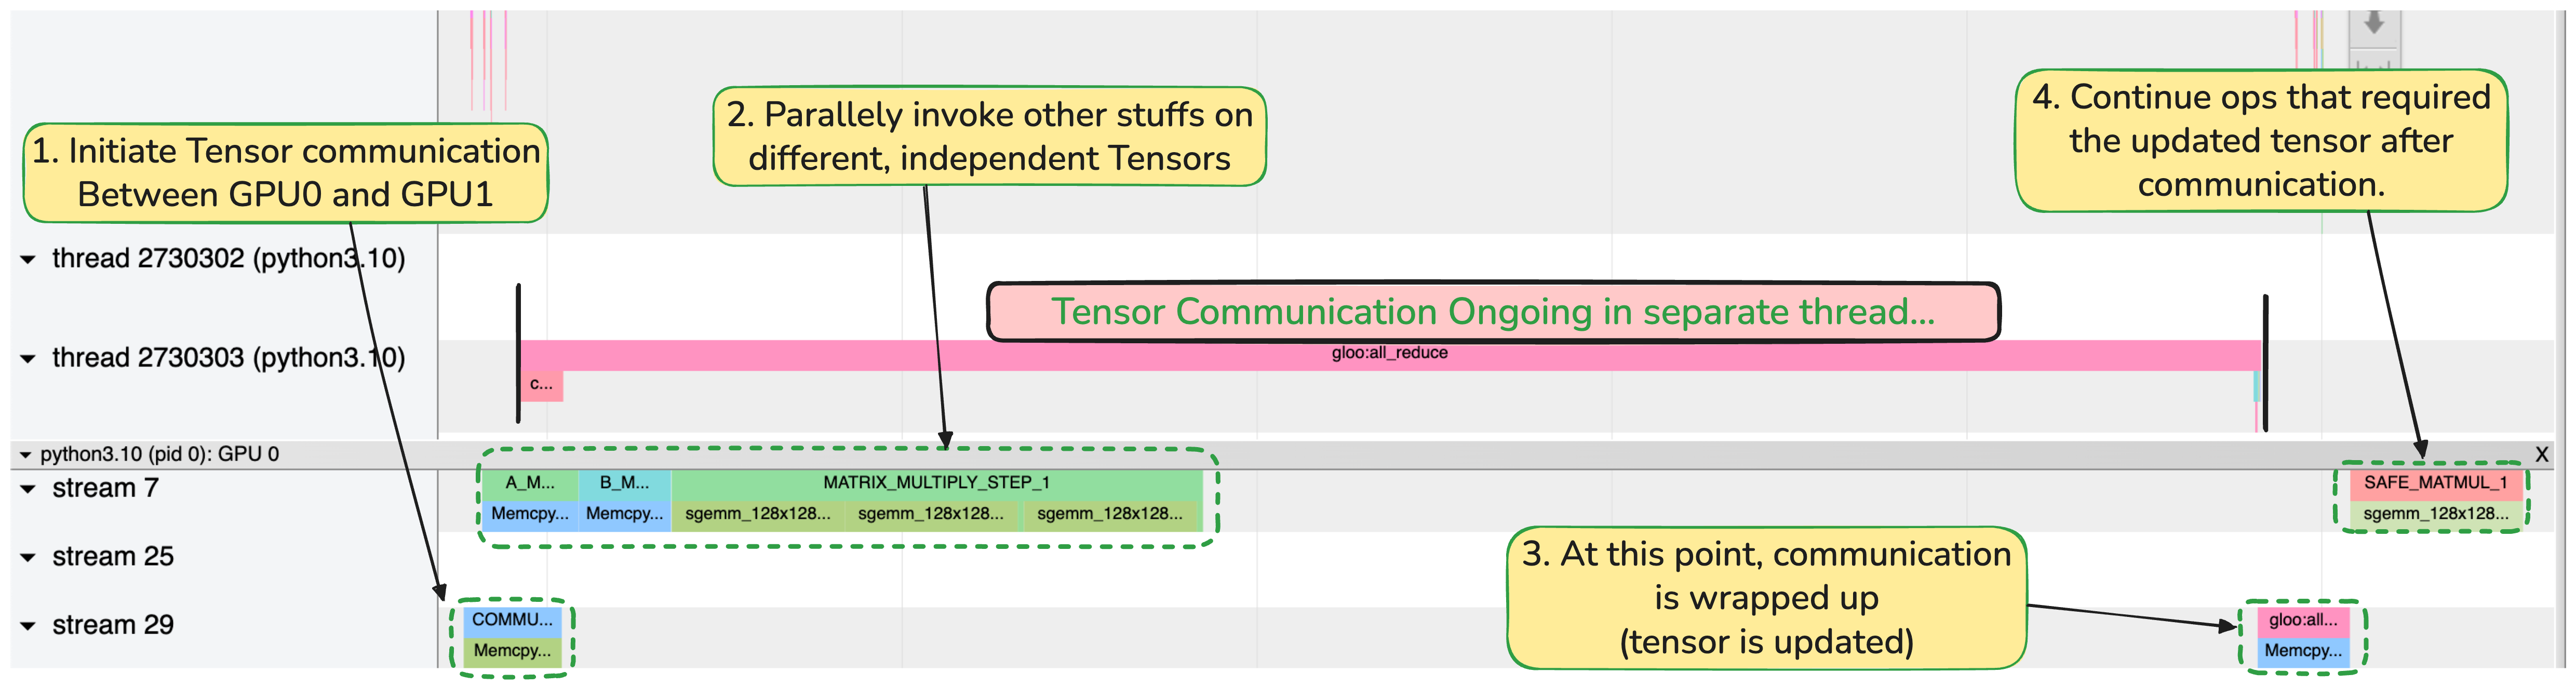 1. Initiate Tensor communication
Between GPU0 and GPU1
2. Parallely invoke other stuffs on
different, independent Tensors
4. Continue ops that required
the updated tensor after
communication.
thread 2730302 (python3.10)
Tensor Communication Ongoing in separate thread...
thread 2730303 (python3.10)
gloo:all_reduce
c...
python3.10 (pid 0): GPU 0
X
stream 7
A_M...
B_M...
MATRIX_MULTIPLY_STEP_1
SAFE_MATMUL_1
Memcpy...
Memcpy...
sgemm_128x128...
sgemm_128x128...
sgemm_128x128...
sgemm_128x128...
stream 25
3. At this point, communication
is wrapped up
(tensor is updated)
stream 29
COMMU...
gloo:all...
Memcpy...
Memcpy...